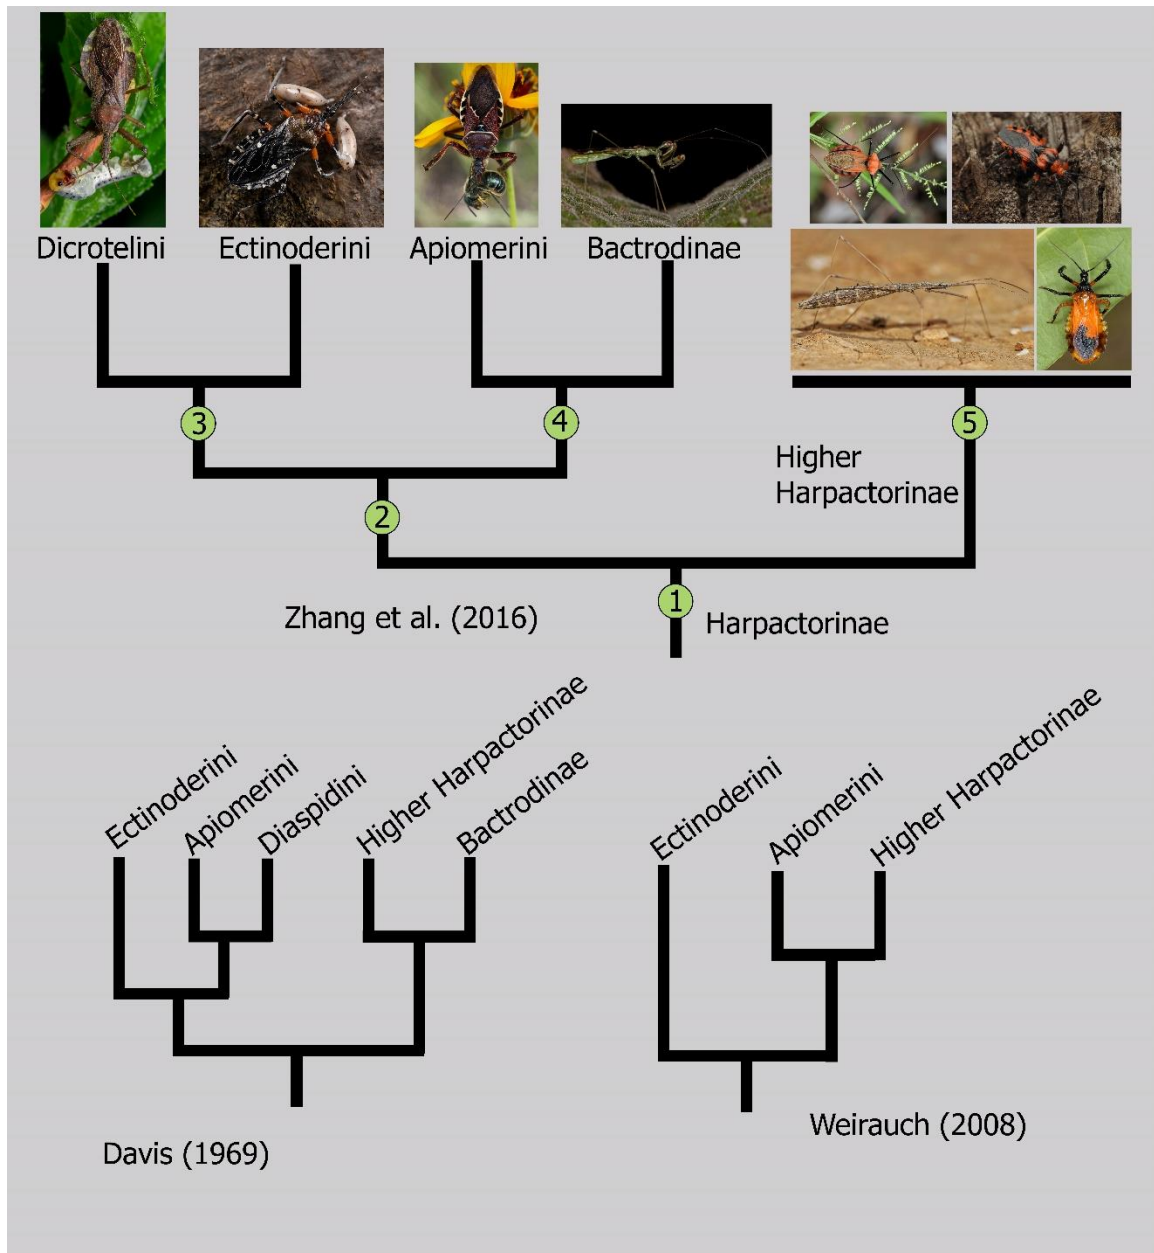 Dicrotelini
Ectinoderini
Apiomerini
Bactrodinae
3
4
5
Higher
Harpactorinae
2
1
Zhang et al. (2016)
Harpactorinae
Ectinoderini
Apiomerini
Diaspidini
Higher Harpactorinae
Bactrodinae
Ectinoderini
Apiomerini
Higher Harpactorinae
Davis (1969)
Weirauch (2008)